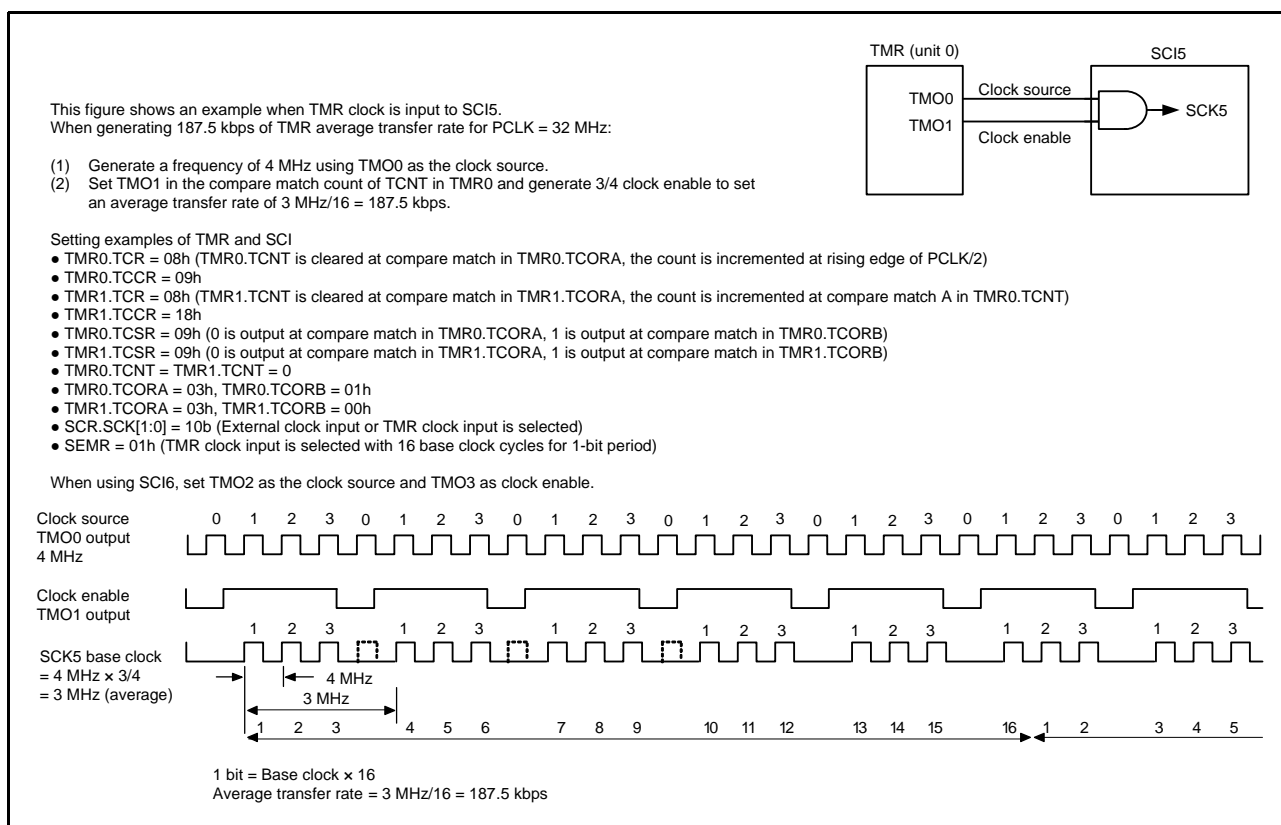 TMR (unit 0)
SCI5
TMO0
Clock source
TMO1
Clock enable
SCK5
This figure shows an example when TMR clock is input to SCI5.
When generating 187.5 kbps of TMR average transfer rate for PCLK = 32 MHz:
(1) Generate a frequency of 4 MHz using TMO0 as the clock source.
(2) Set TMO1 in the compare match count of TCNT in TMR0 and generate 3/4 clock enable to set
an average transfer rate of 3 MHz/16 = 187.5 kbps.
Setting examples of TMR and SCI
● TMR0.TCR = 08h (TMR0.TCNT is cleared at compare match in TMR0.TCORA, the count is incremented at rising edge of PCLK/2)
● TMR0.TCCR = 09h
● TMR1.TCR = 08h (TMR1.TCNT is cleared at compare match in TMR1.TCORA, the count is incremented at compare match A in TMR0.TCNT)
● TMR1.TCCR = 18h
● TMR0.TCSR = 09h (0 is output at compare match in TMR0.TCORA, 1 is output at compare match in TMR0.TCORB)
● TMR1.TCSR = 09h (0 is output at compare match in TMR1.TCORA, 1 is output at compare match in TMR1.TCORB)
● TMR0.TCNT = TMR1.TCNT = 0
● TMR0.TCORA = 03h, TMR0.TCORB = 01h
● TMR1.TCORA = 03h, TMR1.TCORB = 00h
● SCR.SCK[1:0] = 10b (External clock input or TMR clock input is selected)
● SEMR = 01h (TMR clock input is selected with 16 base clock cycles for 1-bit period)
When using SCI6, set TMO2 as the clock source and TMO3 as clock enable.
Clock source
TMO0 output
4 MHz
0 1 2 3 0 1 2 3 0 1 2 3 0 1 2 3 0 1 2 3 0 1 2 3 0 1 2 3
Clock enable
TMO1 output
1 2 3 1 2 3 1 2 3 1 2 3 1 2 3 1 2 3 1 2 3
SCK5 base clock
= 4 MHz × 3/4
= 3 MHz (average)
4 MHz
3 MHz
1 2 3 4 5 6 7 8 9 10 11 12 13 14 15 16 1 2 3 4 5
1 bit = Base clock × 16
Average transfer rate = 3 MHz/16 = 187.5 kbps